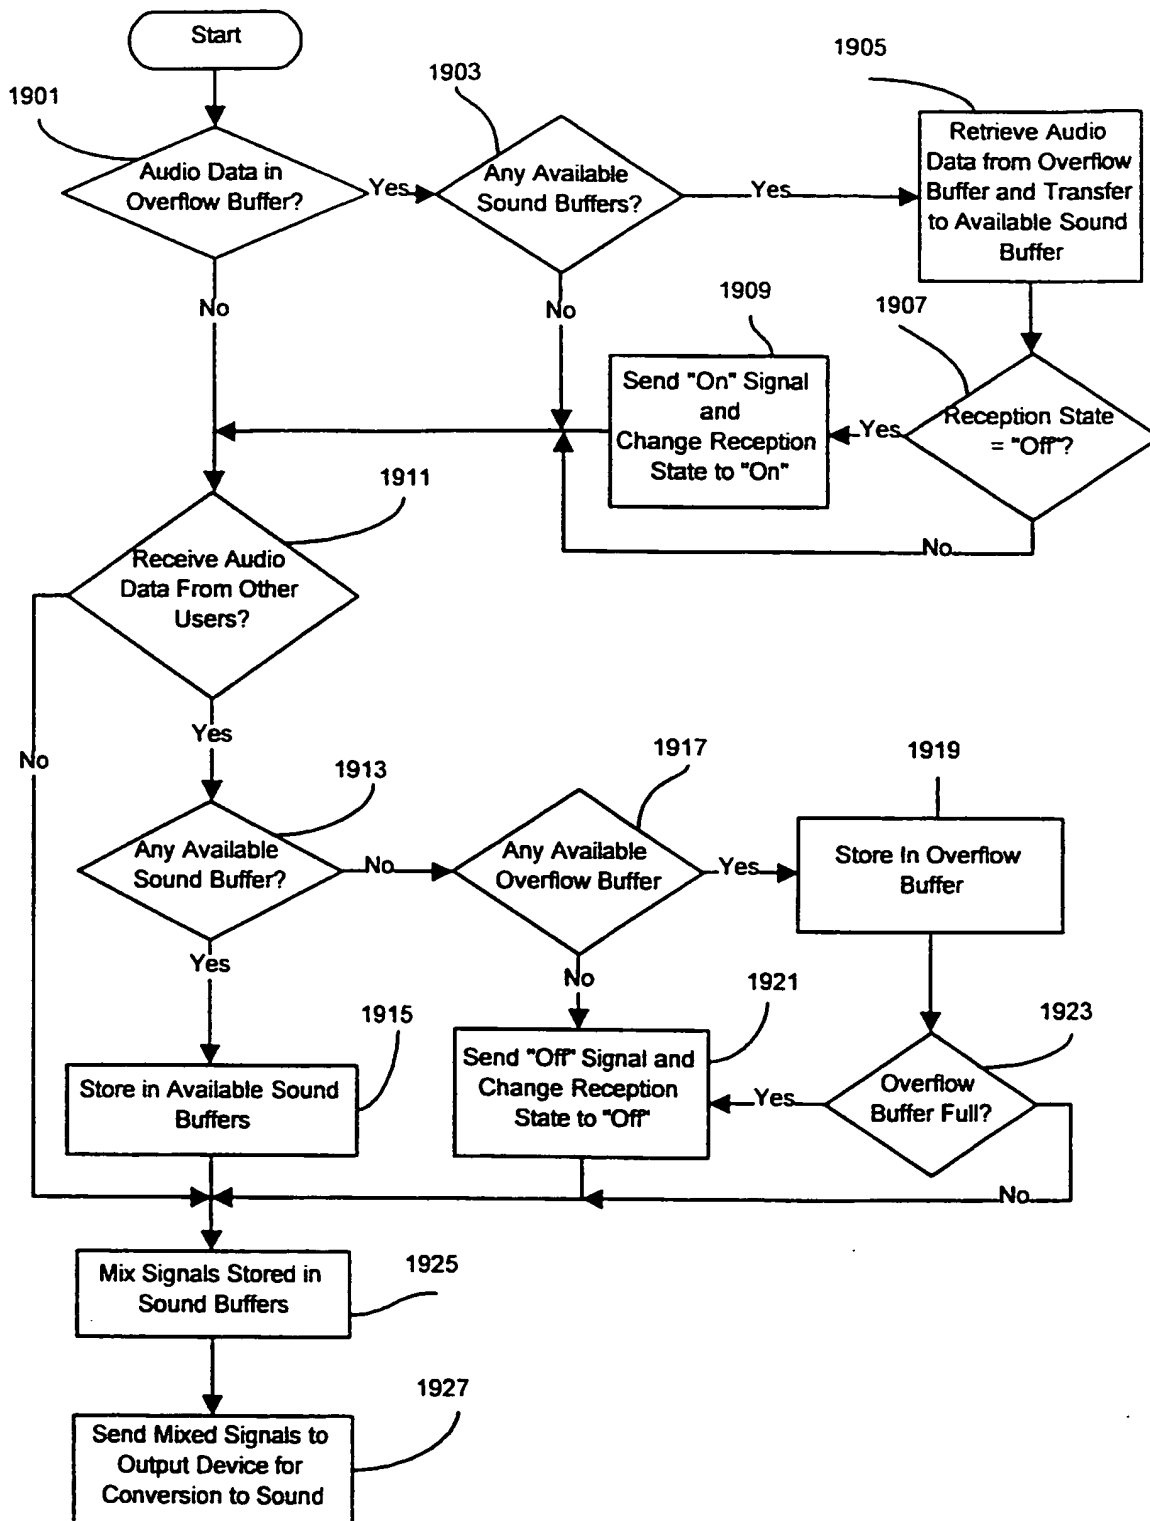 Start
1901
1903
1905
Audio Data in
Overflow Buffer?
Yes
Any Available
Sound Buffers?
Yes
Retrieve Audio
Data from Overflow
Buffer and Transfer
to Available Sound
Buffer
No
No
1909
1907
Send "On" Signal
and
Change Reception
State to "On"
Yes
Reception State
= "Off"?
No
1911
Receive Audio
Data From Other
Users?
No
Yes
1913
1917
1919
Any Available
Sound Buffer?
No
Any Available
Overflow Buffer
Yes
Store In Overflow
Buffer
Yes
No
1915
1921
1923
Store in Available Sound
Buffers
Send "Off" Signal and
Change Reception
State to "Off"
Yes
Overflow
Buffer Full?
No
1925
Mix Signals Stored in
Sound Buffers
1927
Send Mixed Signals to
Output Device for
Conversion to Sound